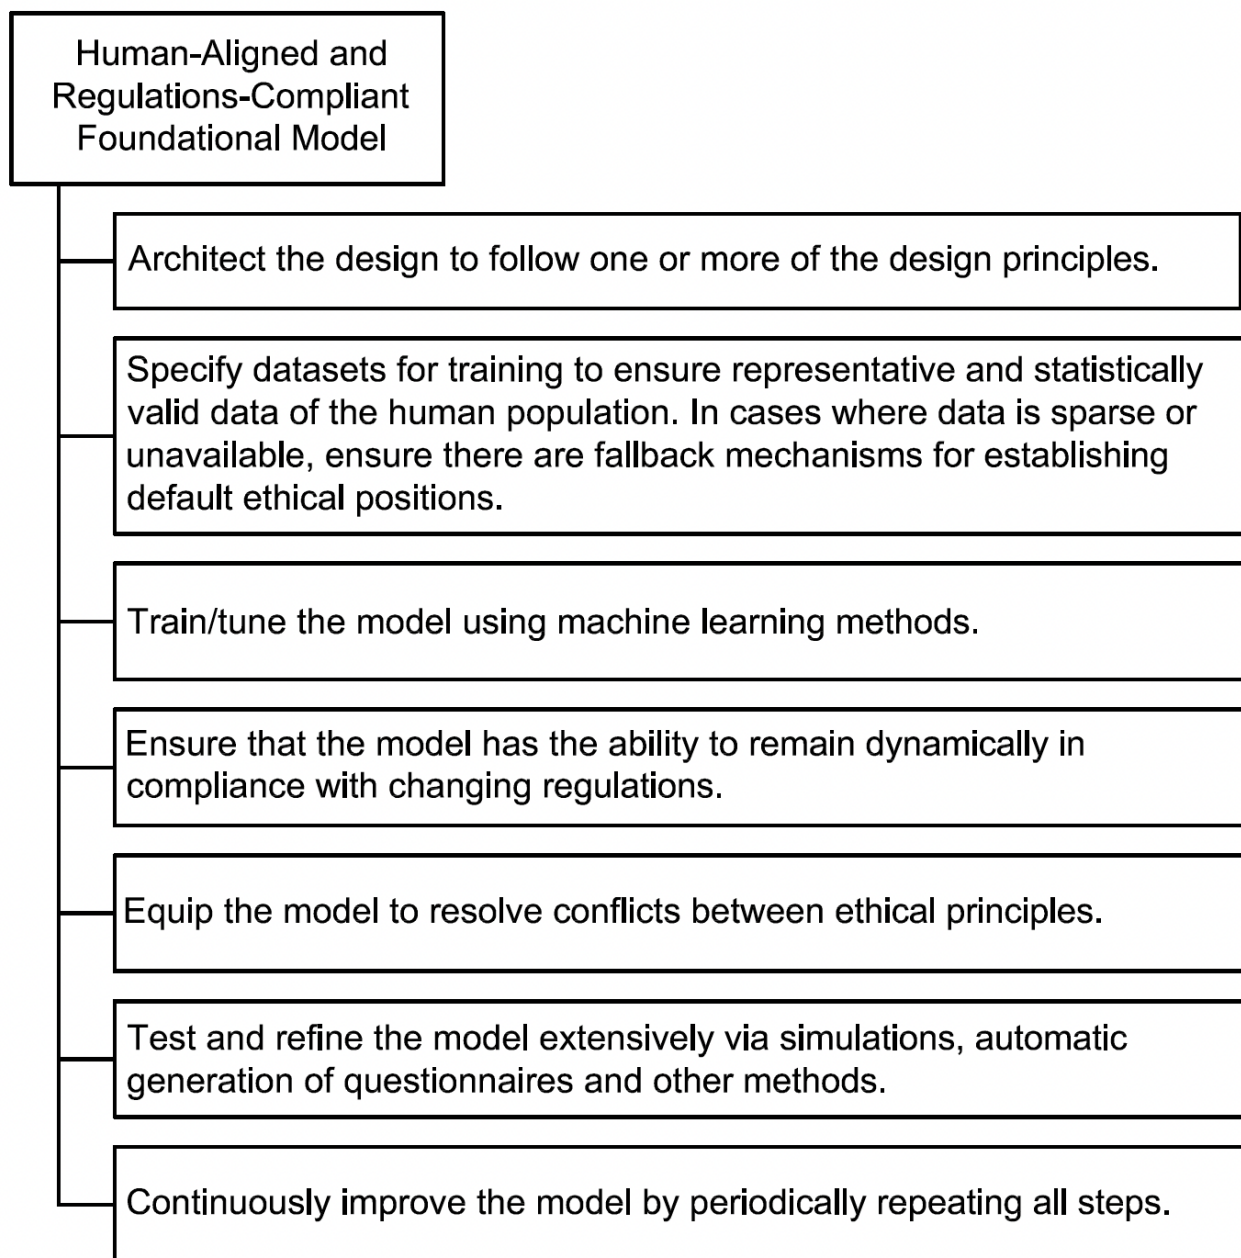 Human-Aligned and
Regulations-Compliant
Foundational Model
Architect the design to follow one or more of the design principles.
Specify datasets for training to ensure representative and statistically
valid data of the human population. In cases where data is sparse or
unavailable, ensure there are fallback mechanisms for establishing
default ethical positions.
Train/tune the model using machine learning methods.
Ensure that the model has the ability to remain dynamically in
compliance with changing regulations.
Equip the model to resolve conflicts between ethical principles.
Test and refine the model extensively via simulations, automatic
generation of questionnaires and other methods.
Continuously improve the model by periodically repeating all steps.